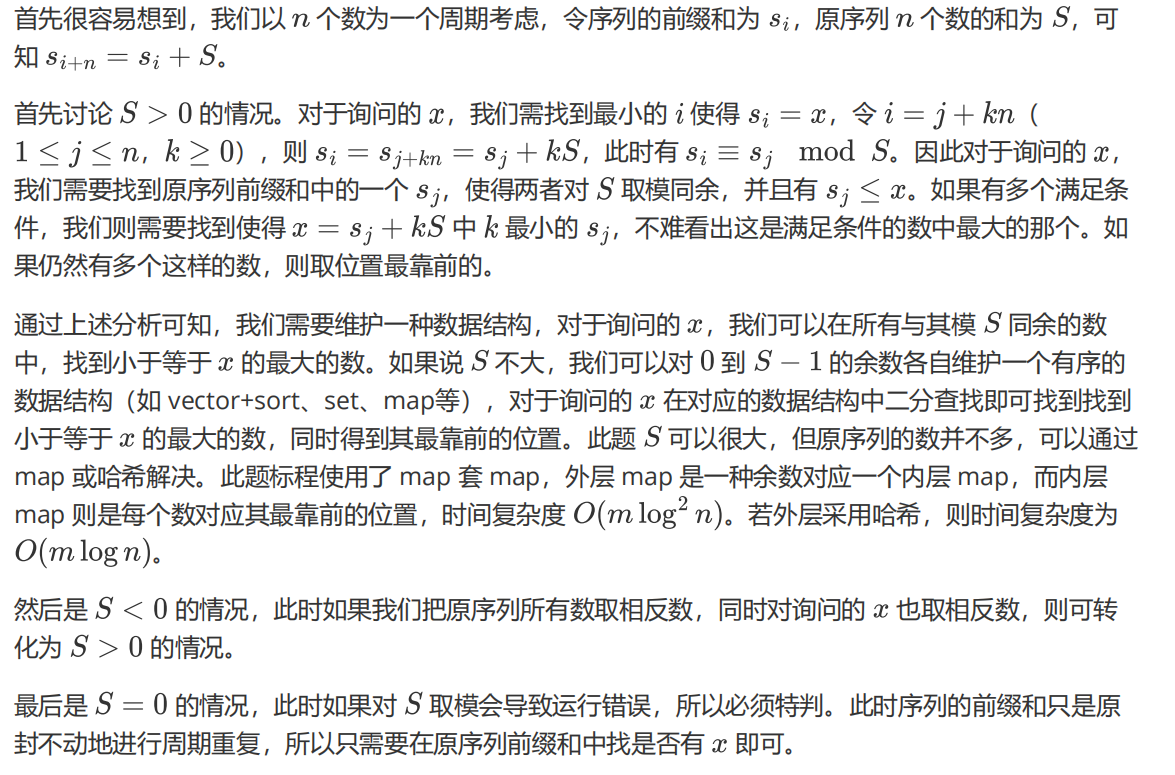 首先很容易想到，我们以 n 个数为一个周期考虑，令序列的前缀和为 s_i，原序列 n 个数的和为 S，可
知 s_{i+n} = s_i + S。
首先讨论 S > 0 的情况。对于询问的 x，我们需找到最小的 i 使得 s_i = x，令 i = j + kn（
1 ≤ j ≤ n，k ≥ 0），则 s_i = s_{j+kn} = s_j + kS，此时有 s_i ≡ s_j mod S。因此对于询问的 x，
我们需要找到原序列前缀和中的一个 s_j，使得两者对 S 取模同余，并且有 s_j ≤ x。如果有多个满足条
件，我们则需要找到使得 x = s_j + kS 中 k 最小的 s_j，不难看出这是满足条件的数中最大的那个。如
果仍然有多个这样的数，则取位置最靠前的。
通过上述分析可知，我们需要维护一种数据结构，对于询问的 x，我们可以在所有与其模 S 同余的数
中，找到小于等于 x 的最大的数。如果说 S 不大，我们可以对 0 到 S − 1 的余数各自维护一个有序的
数据结构（如 vector+sort、set、map等），对于询问的 x 在对应的数据结构中二分查找即可找到找到
小于等于 x 的最大的数，同时得到其最靠前的位置。此题 S 可以很大，但原序列的数并不多，可以通过
map 或哈希解决。此题标程使用了 map 套 map，外层 map 是一种余数对应一个内层 map，而内层
map 则是每个数对应其最靠前的位置，时间复杂度 O(m log² n)。若外层采用哈希，则时间复杂度为
O(m log n)。
然后是 S < 0 的情况，此时如果我们把原序列所有数取相反数，同时对询问的 x 也取相反数，则可转
化为 S > 0 的情况。
最后是 S = 0 的情况，此时如果对 S 取模会导致运行错误，所以必须特判。此时序列的前缀和只是原
封不动地进行周期重复，所以只需要在原序列前缀和中找是否有 x 即可。